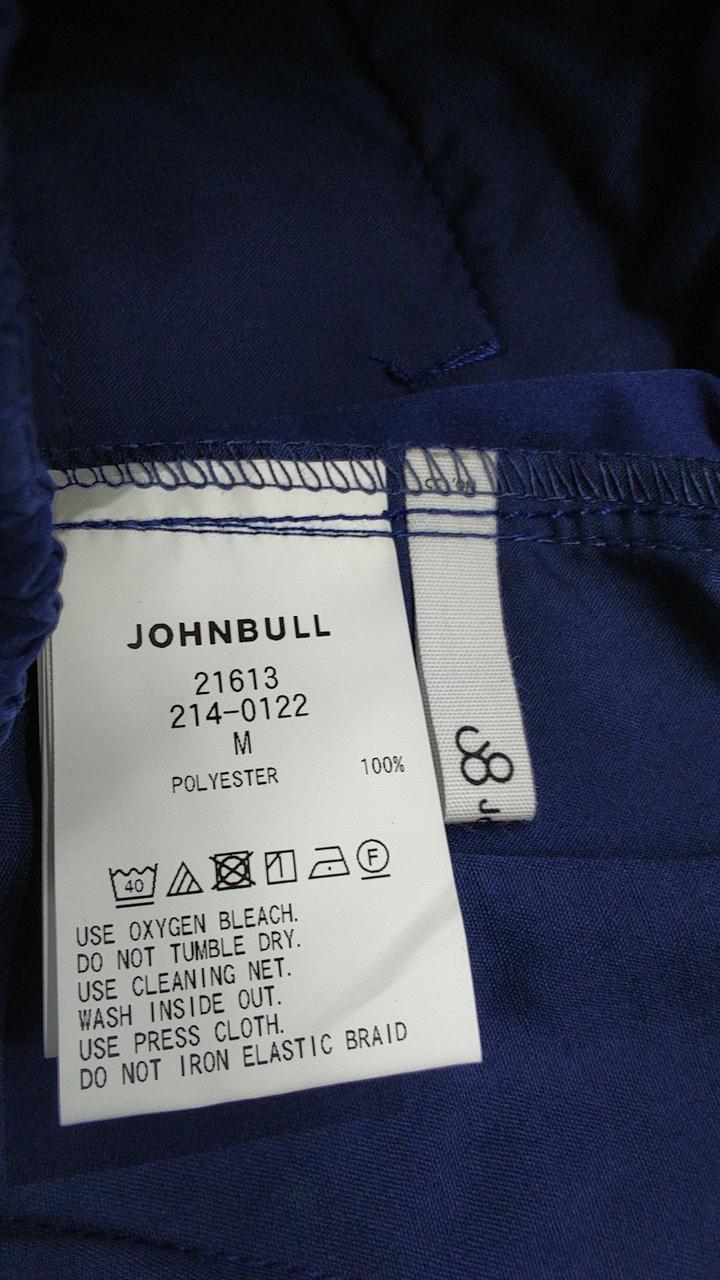 JOHNBULL
21613
214-0122
M
POLYESTER 100%
40 F
USE OXYGEN BLEACH.
DO NOT TUMBLE DRY.
USE CLEANING NET.
WASH INSIDE OUT.
USE PRESS CLOTH.
DO NOT IRON ELASTIC BRAID